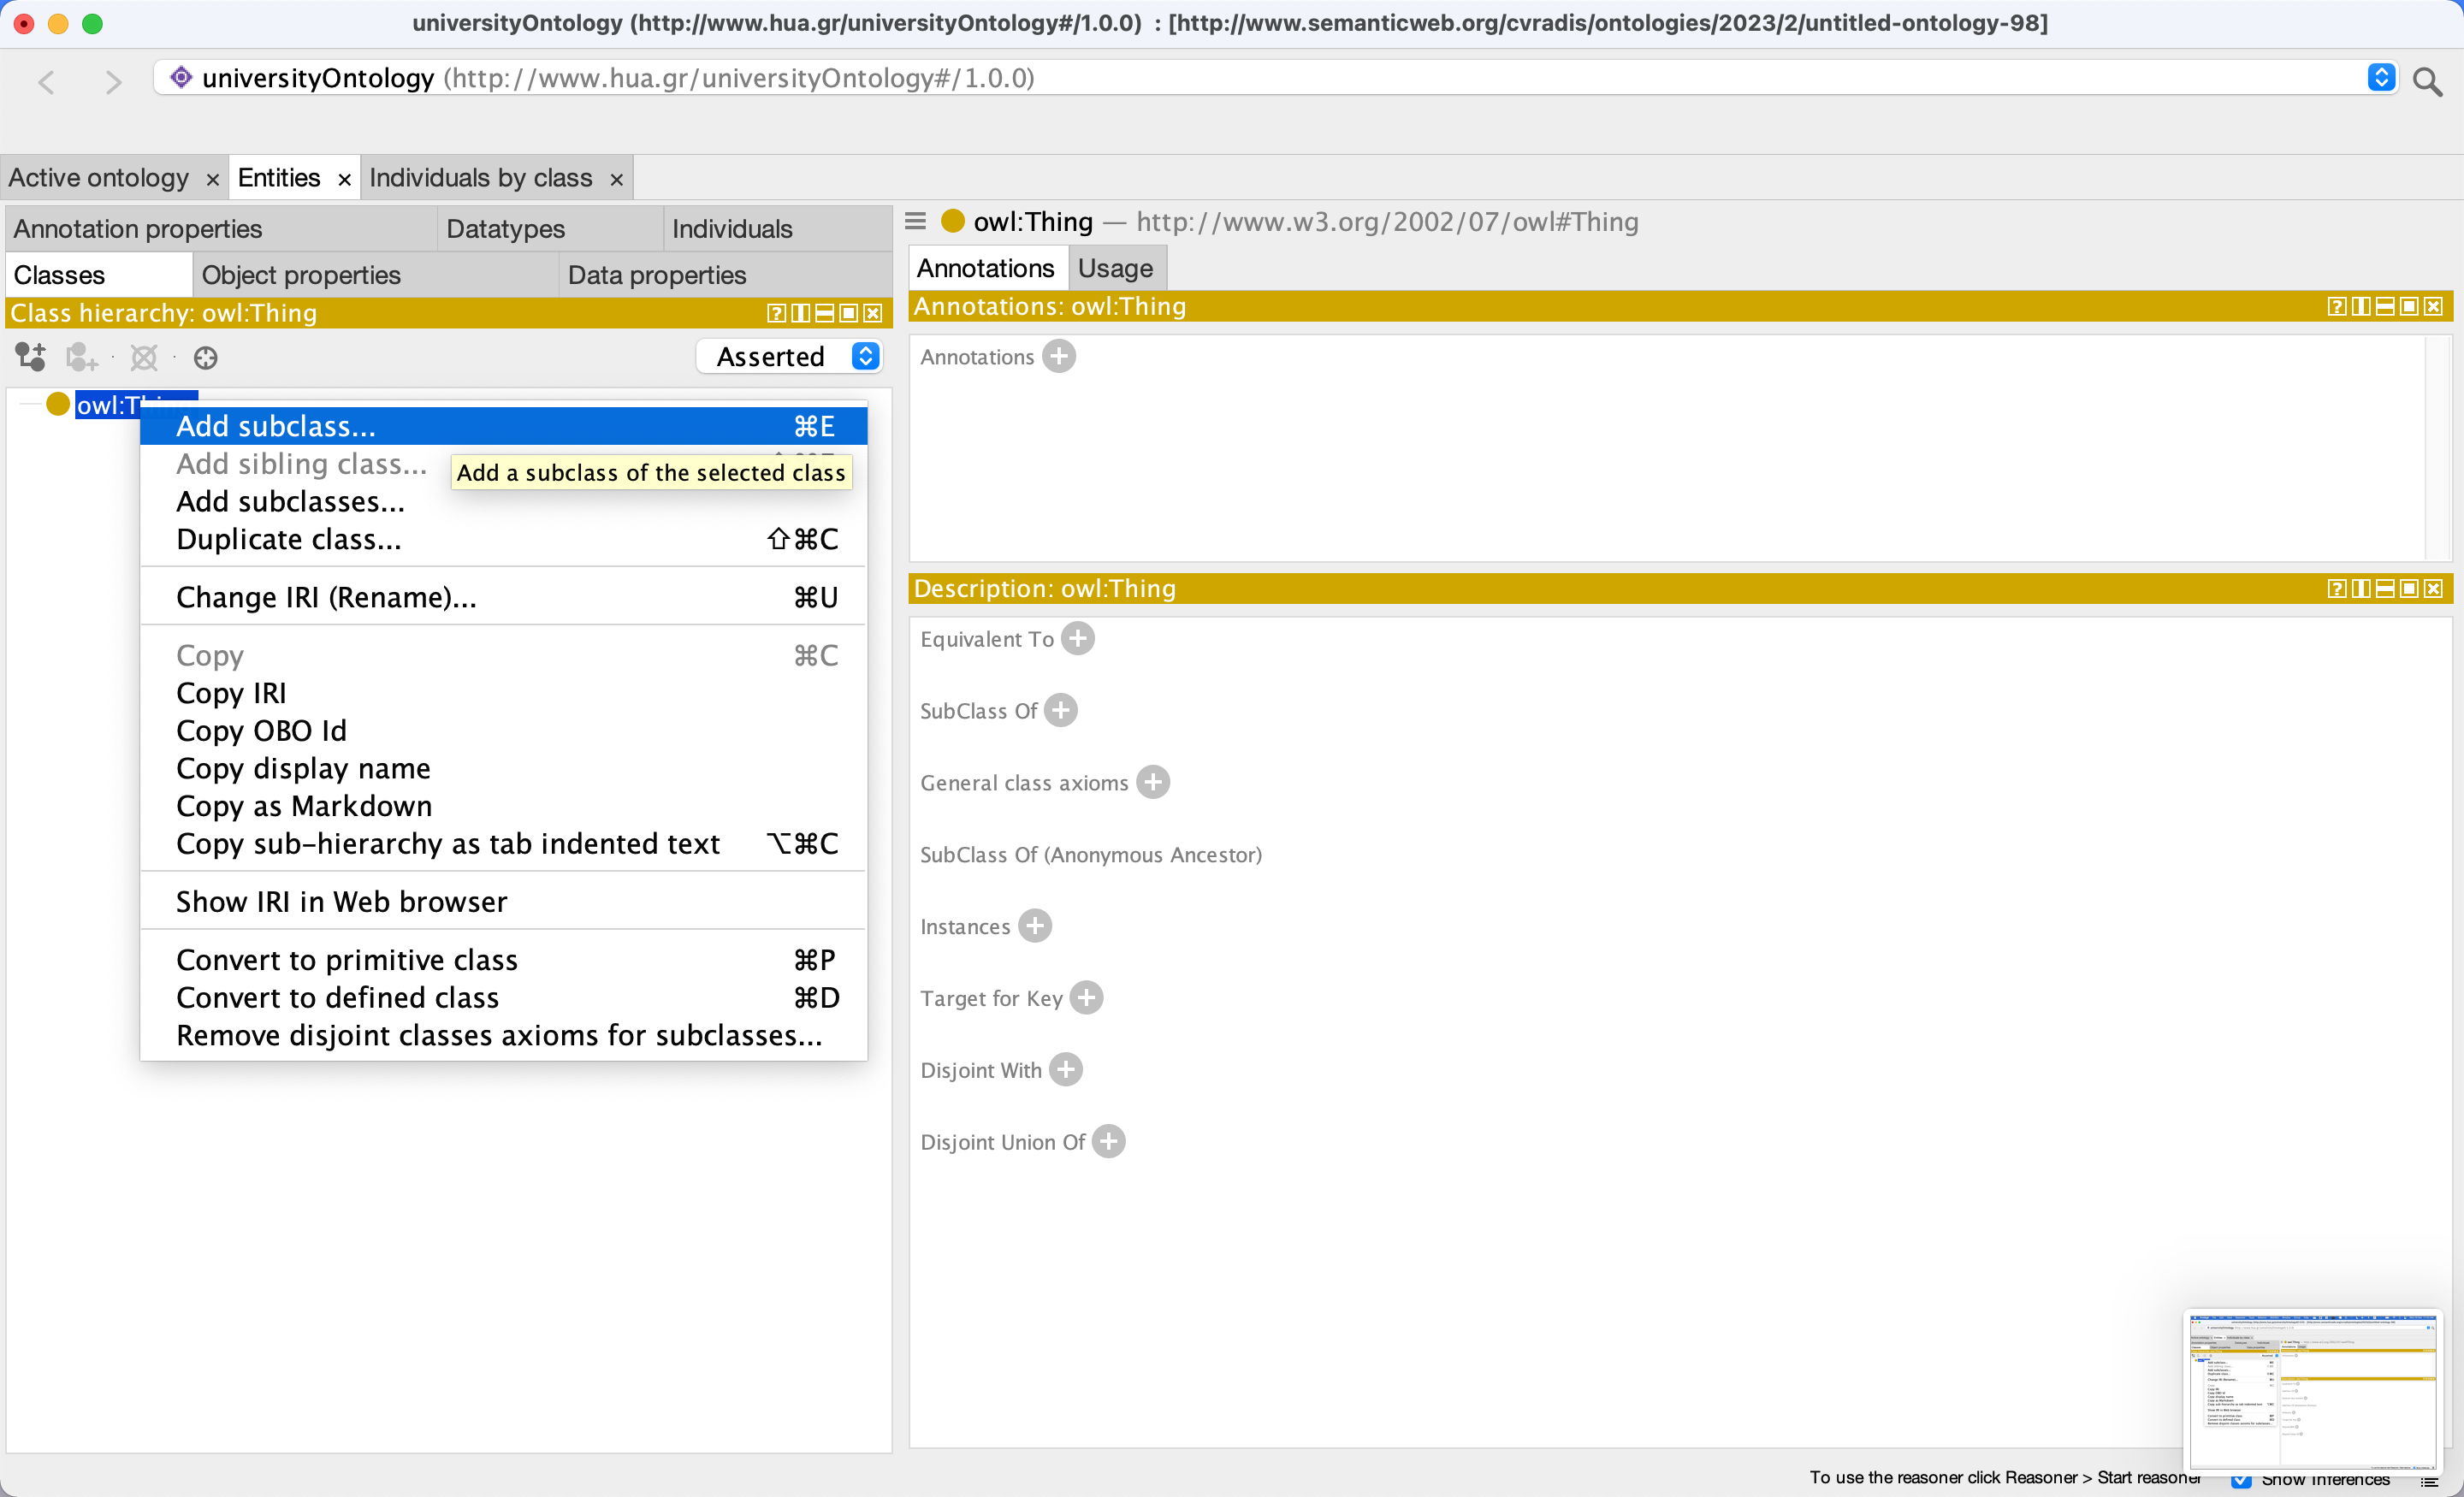 universityOntology (http://www.hua.gr/universityOntology#/1.0.0)  : [http://www.semanticweb.org/cvradis/ontologies/2023/2/untitled-ontology-98]
universityOntology (http://www.hua.gr/universityOntology#/1.0.0)
Active ontology × Entities × Individuals by class ×
Annotation properties Datatypes Individuals
Classes Object properties Data properties
Class hierarchy: owl:Thing
Asserted
owl:Thing
Add subclass... ⌘E
Add sibling class...
Add a subclass of the selected class
Add subclasses...
Duplicate class... ⇧⌘C
Change IRI (Rename)... ⌘U
Copy ⌘C
Copy IRI
Copy OBO Id
Copy display name
Copy as Markdown
Copy sub-hierarchy as tab indented text ⌥⌘C
Show IRI in Web browser
Convert to primitive class ⌘P
Convert to defined class ⌘D
Remove disjoint classes axioms for subclasses...
owl:Thing — http://www.w3.org/2002/07/owl#Thing
Annotations Usage
Annotations: owl:Thing
Annotations
Description: owl:Thing
Equivalent To
SubClass Of
General class axioms
SubClass Of (Anonymous Ancestor)
Instances
Target for Key
Disjoint With
Disjoint Union Of
To use the reasoner click Reasoner > Start reasoner Show Inferences